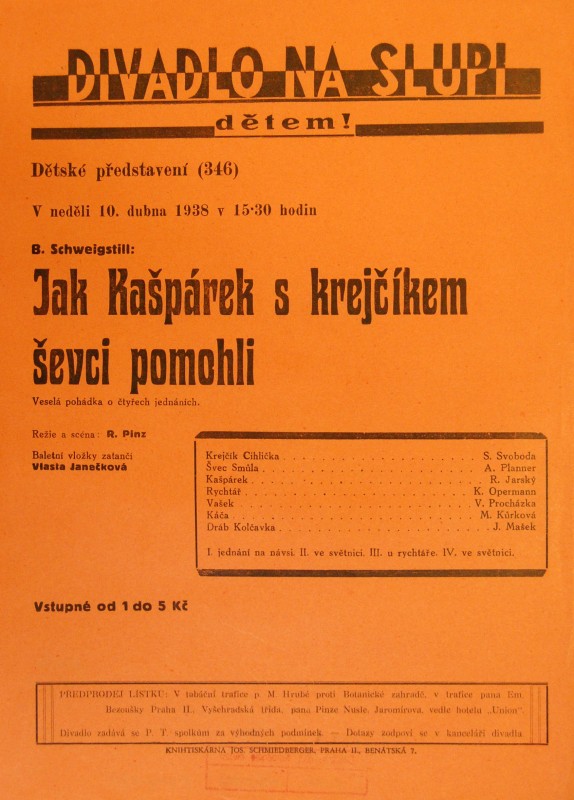 DIVADLO NA SLUPI
dětem!
Dětské představení (346)
V neděli 10. dubna 1938 v 15·30 hodin
B. Schweigstill:
Jak Kašpárek s krejčíkem
ševci pomohli
Veselá pohádka o čtyřech jednáních.
Režie a scéna: R. Pinz
Baletní vložky zatančí
Vlasta Janečková
Krejčík Cihlička . . . . . . . . . . S. Svoboda
Švec Smůla . . . . . . . . . . A. Planner
Kašpárek . . . . . . . . . . R. Jarský
Rychtář . . . . . . . . . . K. Opermann
Vašek . . . . . . . . . . V. Procházka
Káča . . . . . . . . . . M. Kůrková
Dráb Kolčavka . . . . . . . . . . J. Mašek
I. jednání na návsi. II. ve světnici. III. u rychtáře. IV. ve světnici.
Vstupné od 1 do 5 Kč
PŘEDPRODEJ LÍSTKŮ: V tabáční trafice p. M. Hrubé proti Botanické zahradě, v trafice pana Em.
Bezoušky Praha II., Vyšehradská třída, pana Pinze Nusle, Jaromírova, vedle hotelu „Union".
Divadlo zadává se P. T. spolkům za výhodných podmínek. — Dotazy zodpoví se v kanceláři divadla
KNIHTISKÁRNA JOS. SCHMIEDBERGER, PRAHA II., BENÁTSKÁ 7.